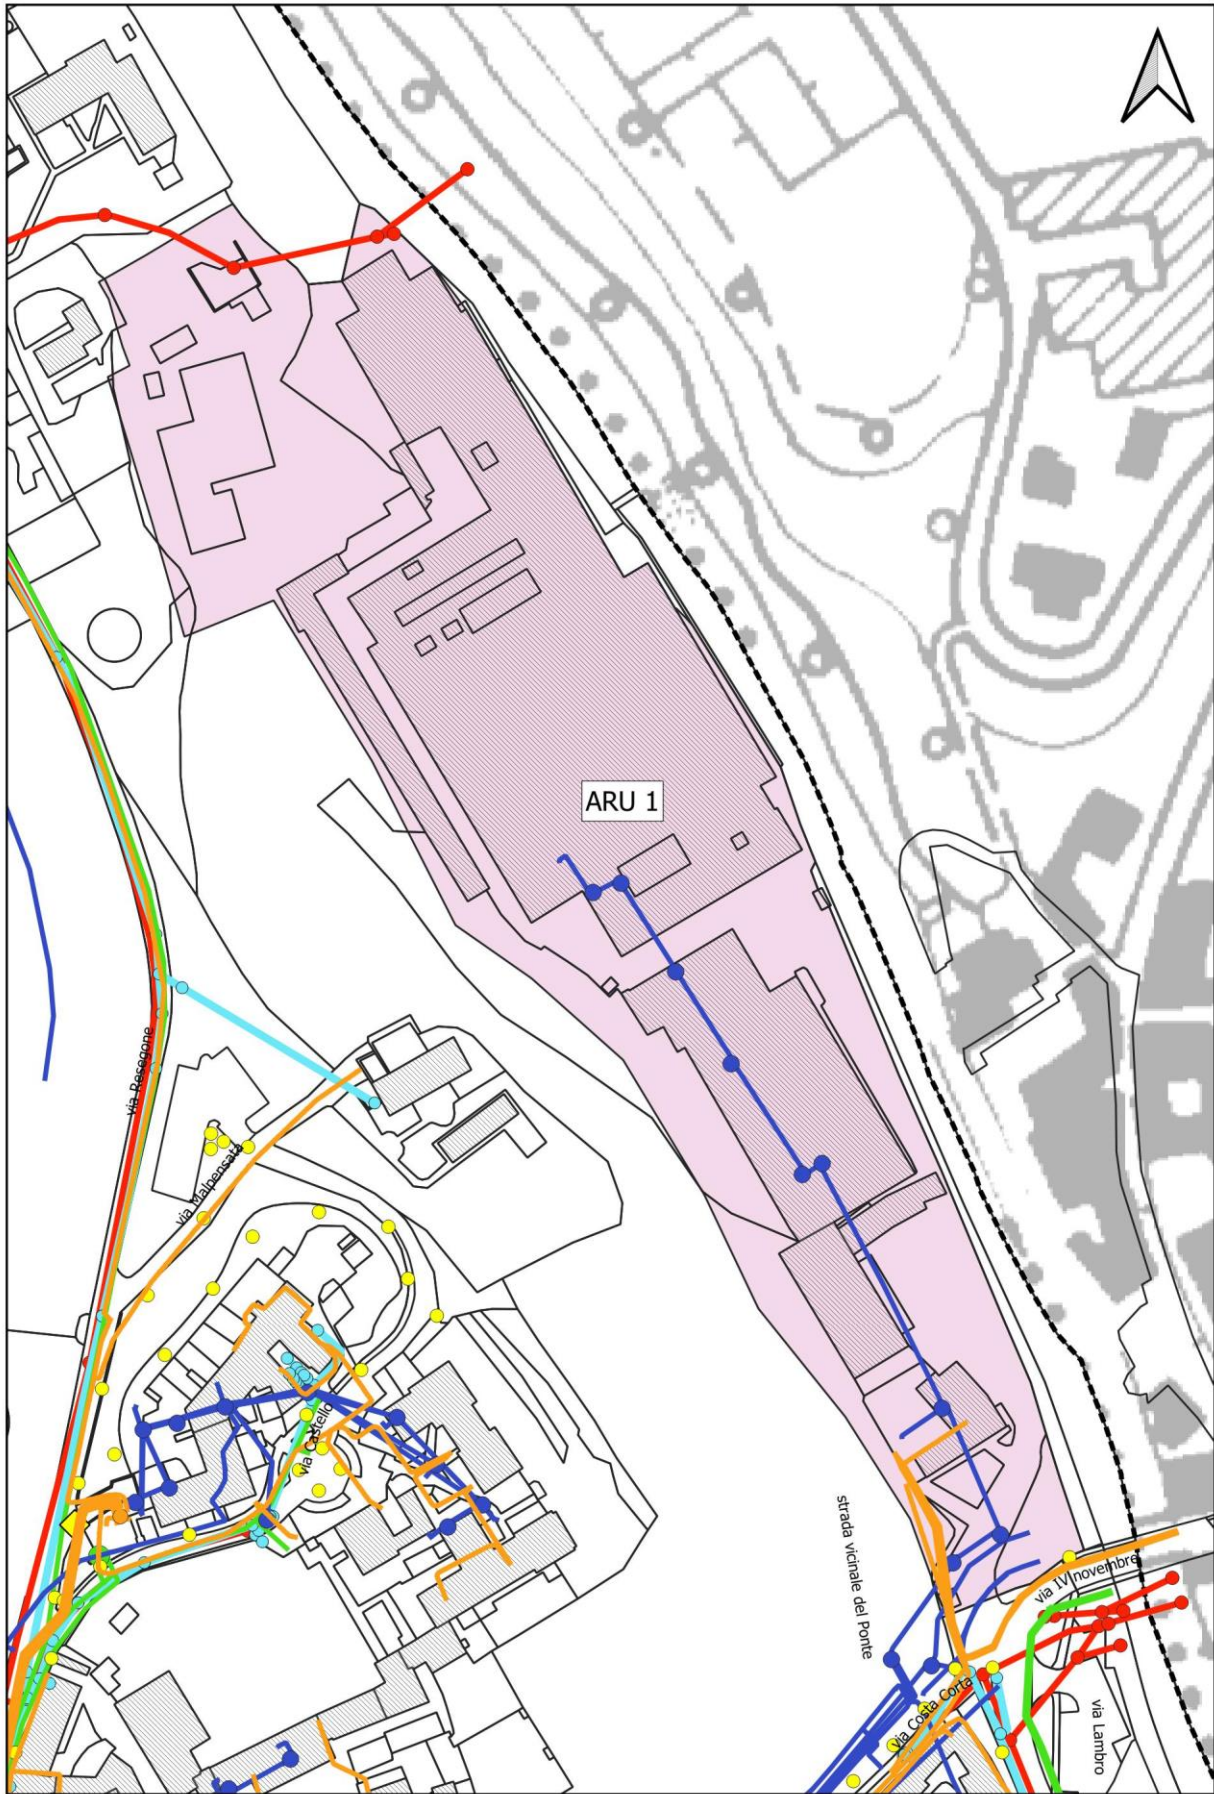 ARU 1
via Resegone
via Malpensata
via Castello
strada vicinale del Ponte
via IV novembre
via Costa Corta
via Lambro